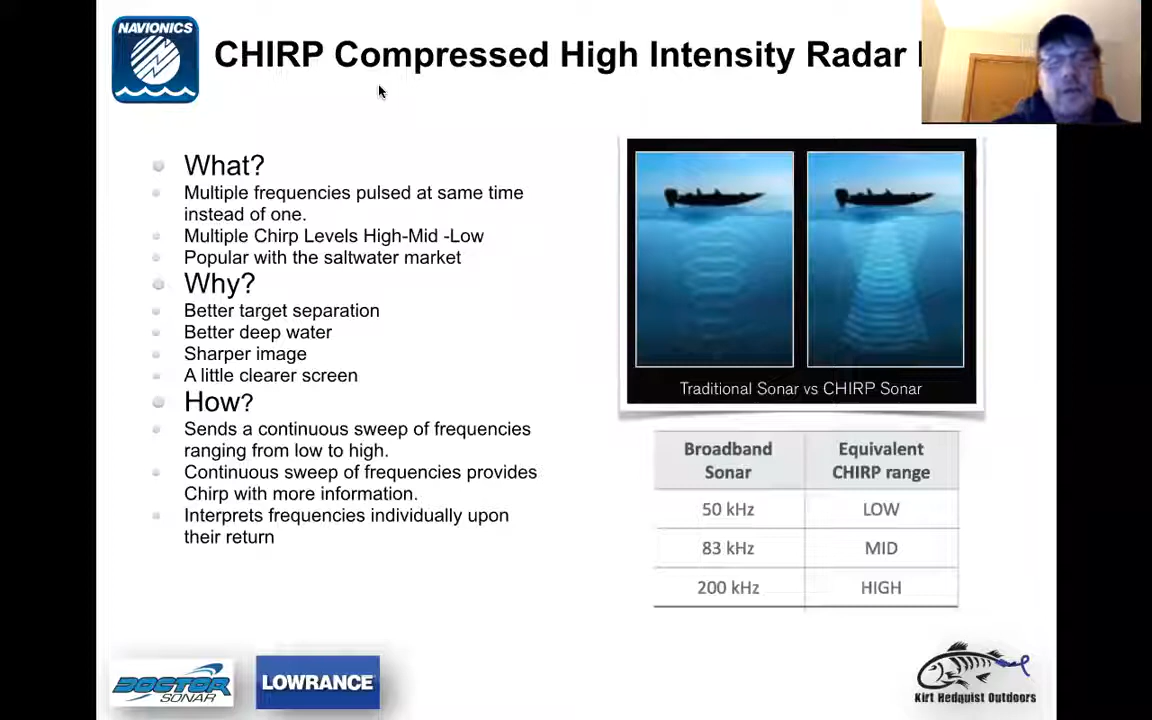 NAVIONICS
CHIRP Compressed High Intensity Radar
What?
Multiple frequencies pulsed at same time
instead of one.
Multiple Chirp Levels High-Mid -Low
Popular with the saltwater market
Why?
Better target separation
Better deep water
Sharper image
A little clearer screen
How?
Sends a continuous sweep of frequencies
ranging from low to high.
Continuous sweep of frequencies provides
Chirp with more information.
Interprets frequencies individually upon
their return
Traditional Sonar vs CHIRP Sonar
Broadband Sonar Equivalent CHIRP range
50 kHz LOW
83 kHz MID
200 kHz HIGH
DOCTOR
SONAR
LOWRANCE
Kirt Hedquist Outdoors